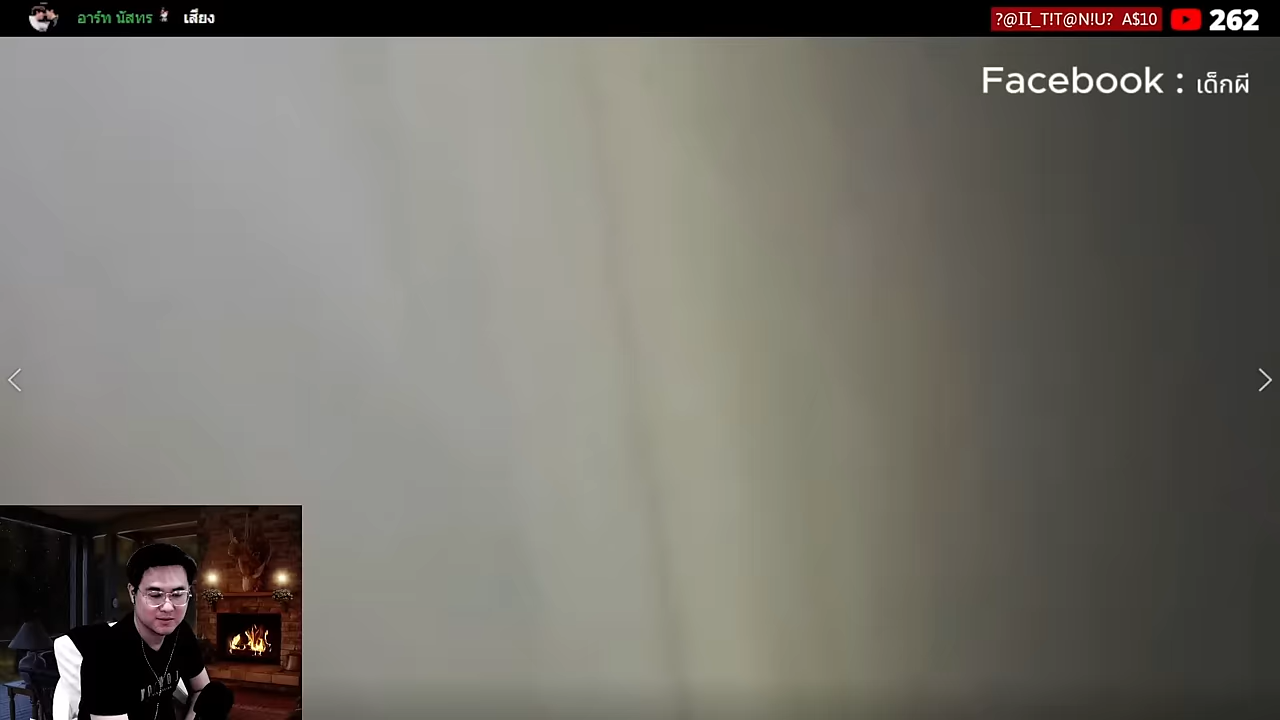 อาร์ท นัสทร เสียง
?@Π_T!T@N!U? A$10 262
Facebook : เด็กผี